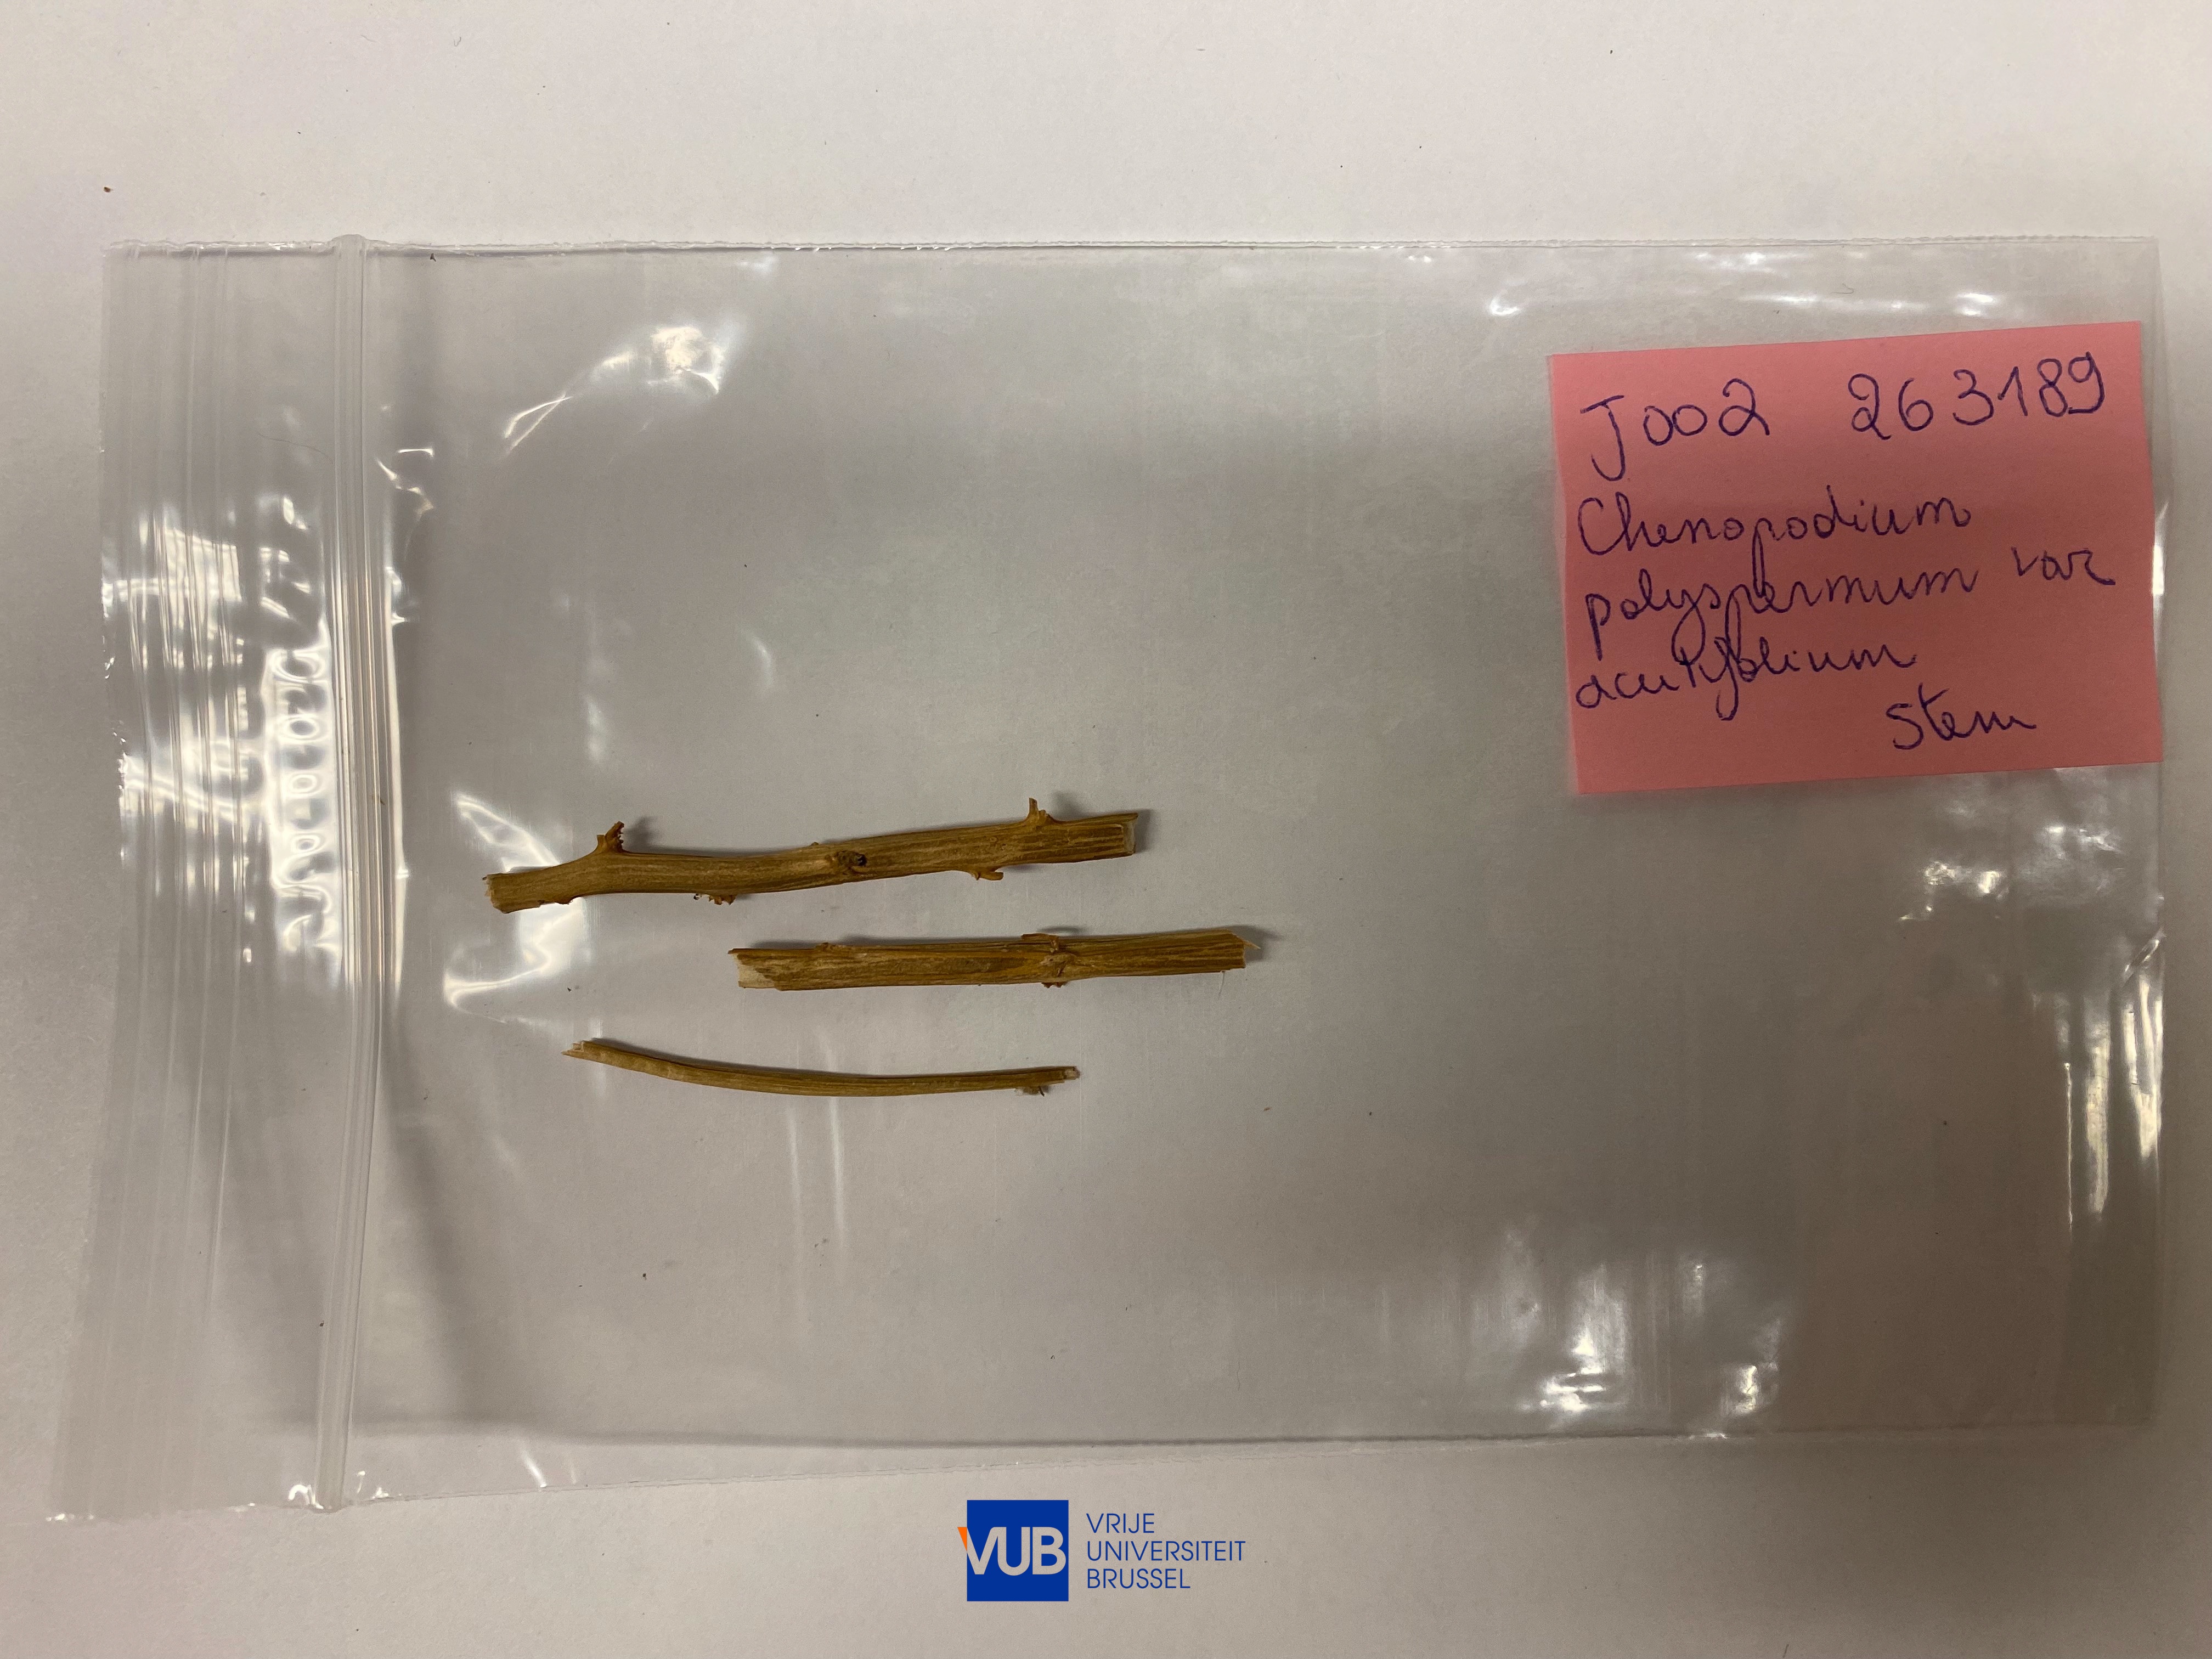 J002 263189
Chenopodium
polyspermum var
acutifolium
Stem
VUB
VRIJE
UNIVERSITEIT
BRUSSEL